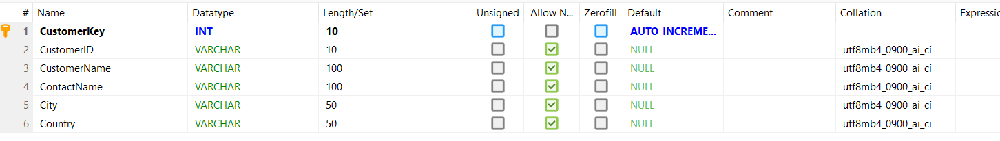 # Name Datatype Length/Set Unsigned Allow N... Zerofill Default Comment Collation Expressio
1 CustomerKey INT 10 AUTO_INCREME...
2 CustomerID VARCHAR 10 NULL utf8mb4_0900_ai_ci
3 CustomerName VARCHAR 100 NULL utf8mb4_0900_ai_ci
4 ContactName VARCHAR 100 NULL utf8mb4_0900_ai_ci
5 City VARCHAR 50 NULL utf8mb4_0900_ai_ci
6 Country VARCHAR 50 NULL utf8mb4_0900_ai_ci